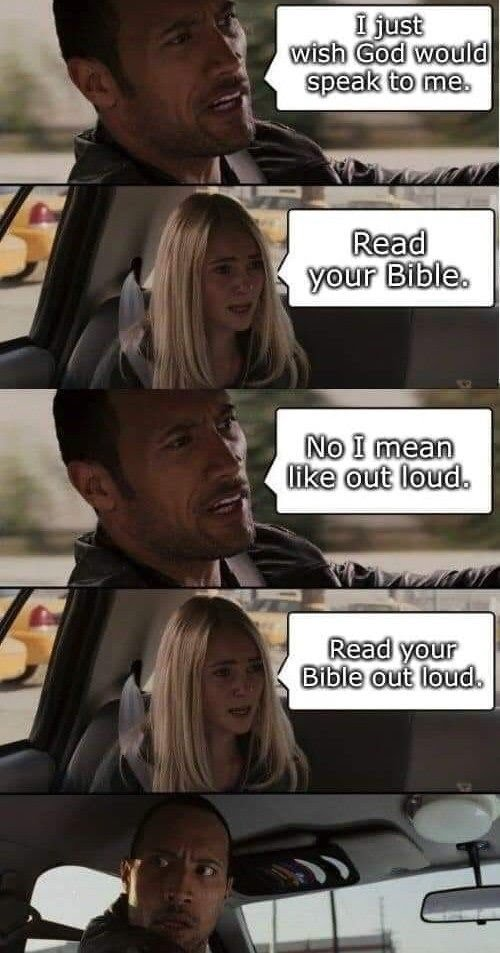 I just
wish God would
speak to me.
Read
your Bible.
No I mean
like out loud.
Read your
Bible out loud.